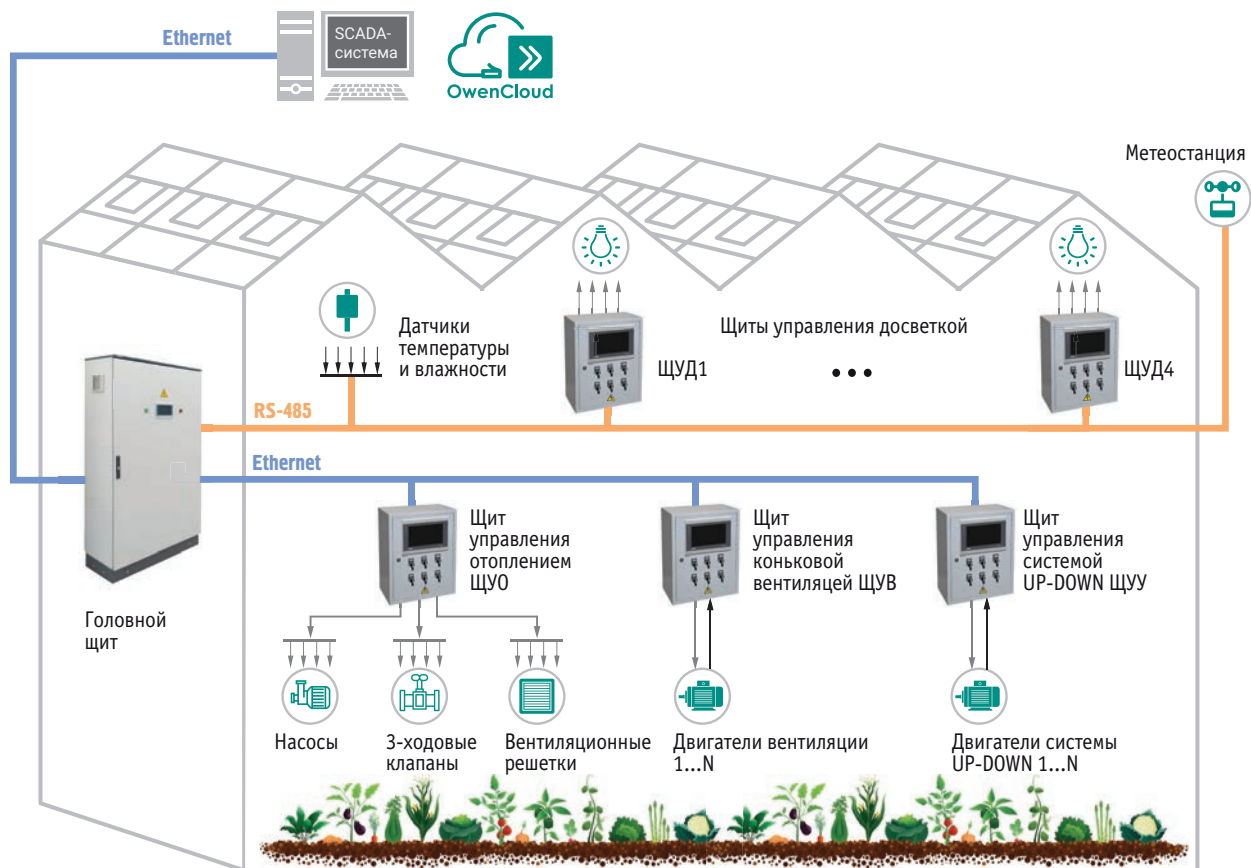 Ethernet
SCADA-
система
OwenCloud
Метеостанция
Датчики
температуры
и влажности
ЩУД1
Щиты управления досветкой
...
ЩУД4
RS-485
Ethernet
Щит
управления
отоплением
ЩУО
Щит
управления
коньковой
вентиляцей ЩУВ
Щит
управления
системой
UP-DOWN ЩУУ
Головной
щит
Насосы
3-ходовые
клапаны
Вентиляционные
решетки
Двигатели вентиляции
1...N
Двигатели системы
UP-DOWN 1...N